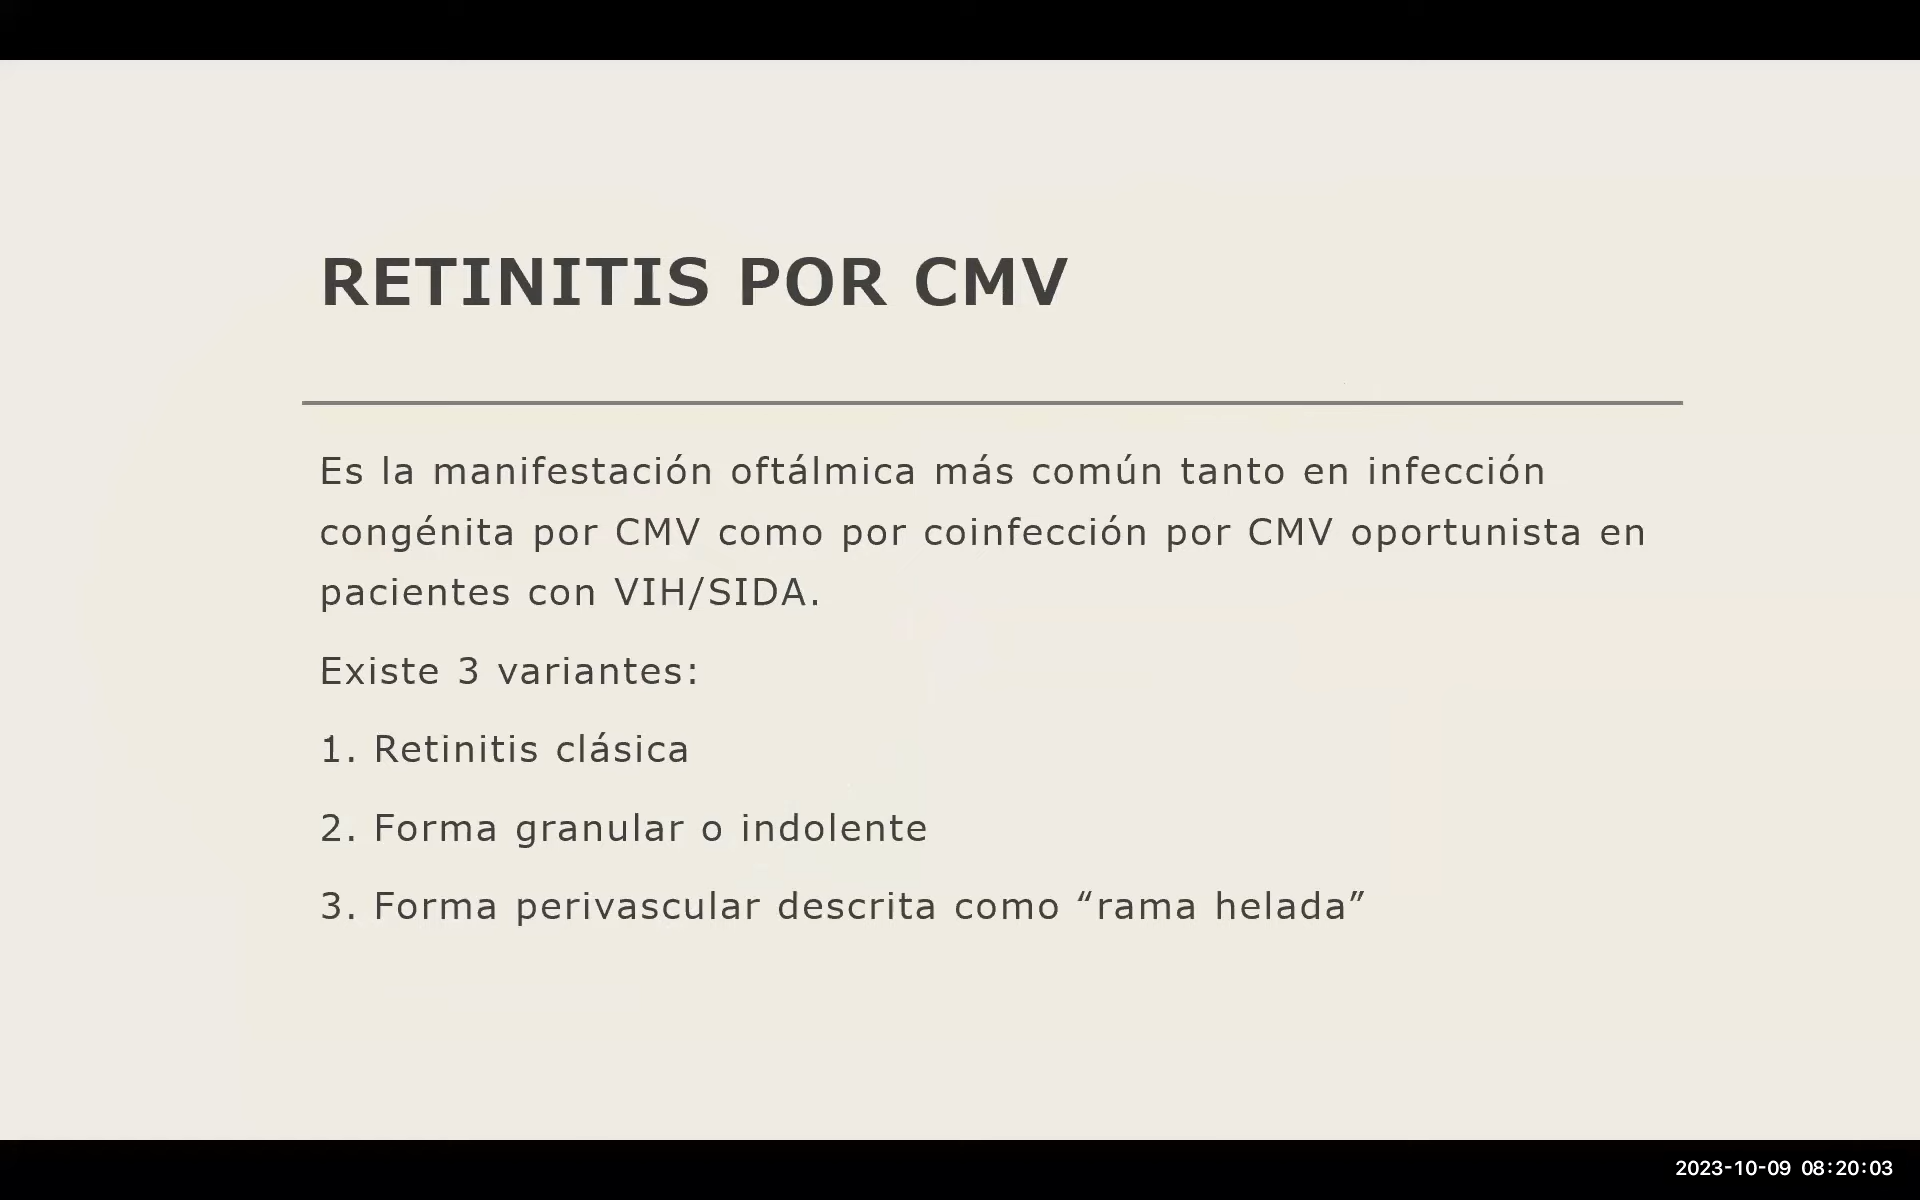 RETINITIS POR CMV
Es la manifestación oftálmica más común tanto en infección
congénita por CMV como por coinfección por CMV oportunista en
pacientes con VIH/SIDA.
Existe 3 variantes:
1. Retinitis clásica
2. Forma granular o indolente
3. Forma perivascular descrita como “rama helada”
2023-10-09 08:20:03